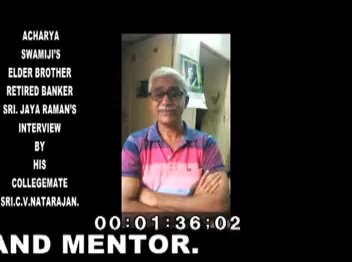 ACHARYA
SWAMIJI'S
ELDER BROTHER
RETIRED BANKER
SRI. JAYA RAMAN'S
INTERVIEW
BY
HIS
COLLEGEMATE
SRI.C.V.NATARAJAN.
00:01:36;02
AND MENTOR.